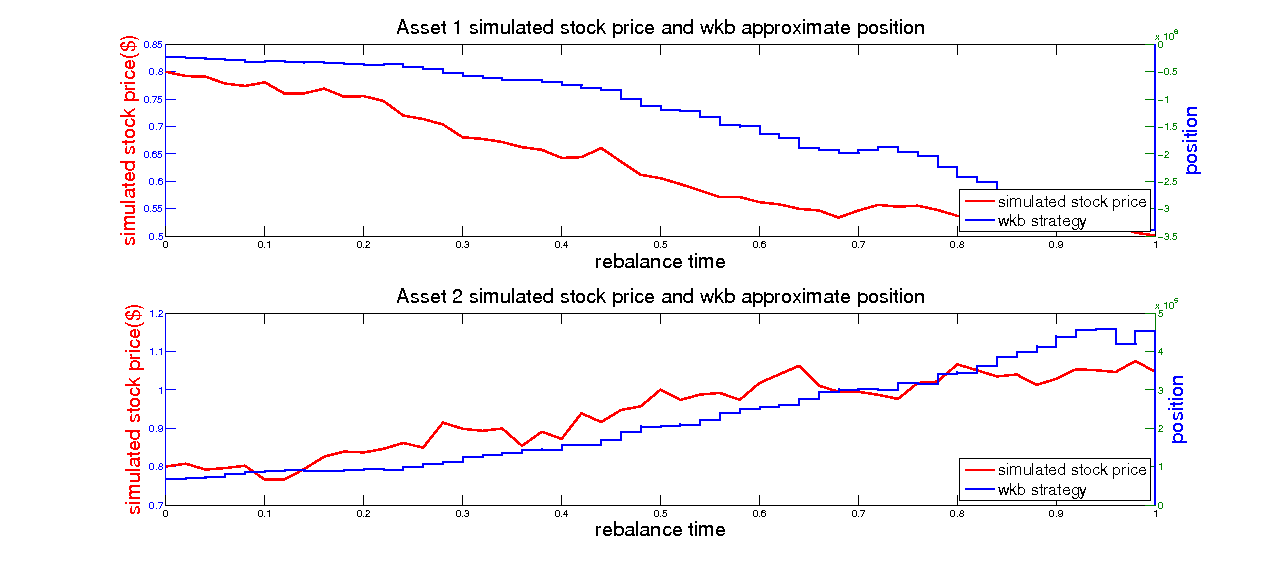 Asset 1 simulated stock price and wkb approximate position
simulated stock price($)
0.85
0.8
0.75
0.7
0.65
0.6
0.55
0.5
x 10^6
0
-0.5
-1
-1.5
-2
-2.5
-3
-3.5
position
simulated stock price
wkb strategy
0 0.1 0.2 0.3 0.4 0.5 0.6 0.7 0.8 0.9 1
rebalance time
Asset 2 simulated stock price and wkb approximate position
simulated stock price($)
1.2
1.1
1
0.9
0.8
0.7
5
4
3
2
1
0
position
simulated stock price
wkb strategy
0 0.1 0.2 0.3 0.4 0.5 0.6 0.7 0.8 0.9 1
rebalance time